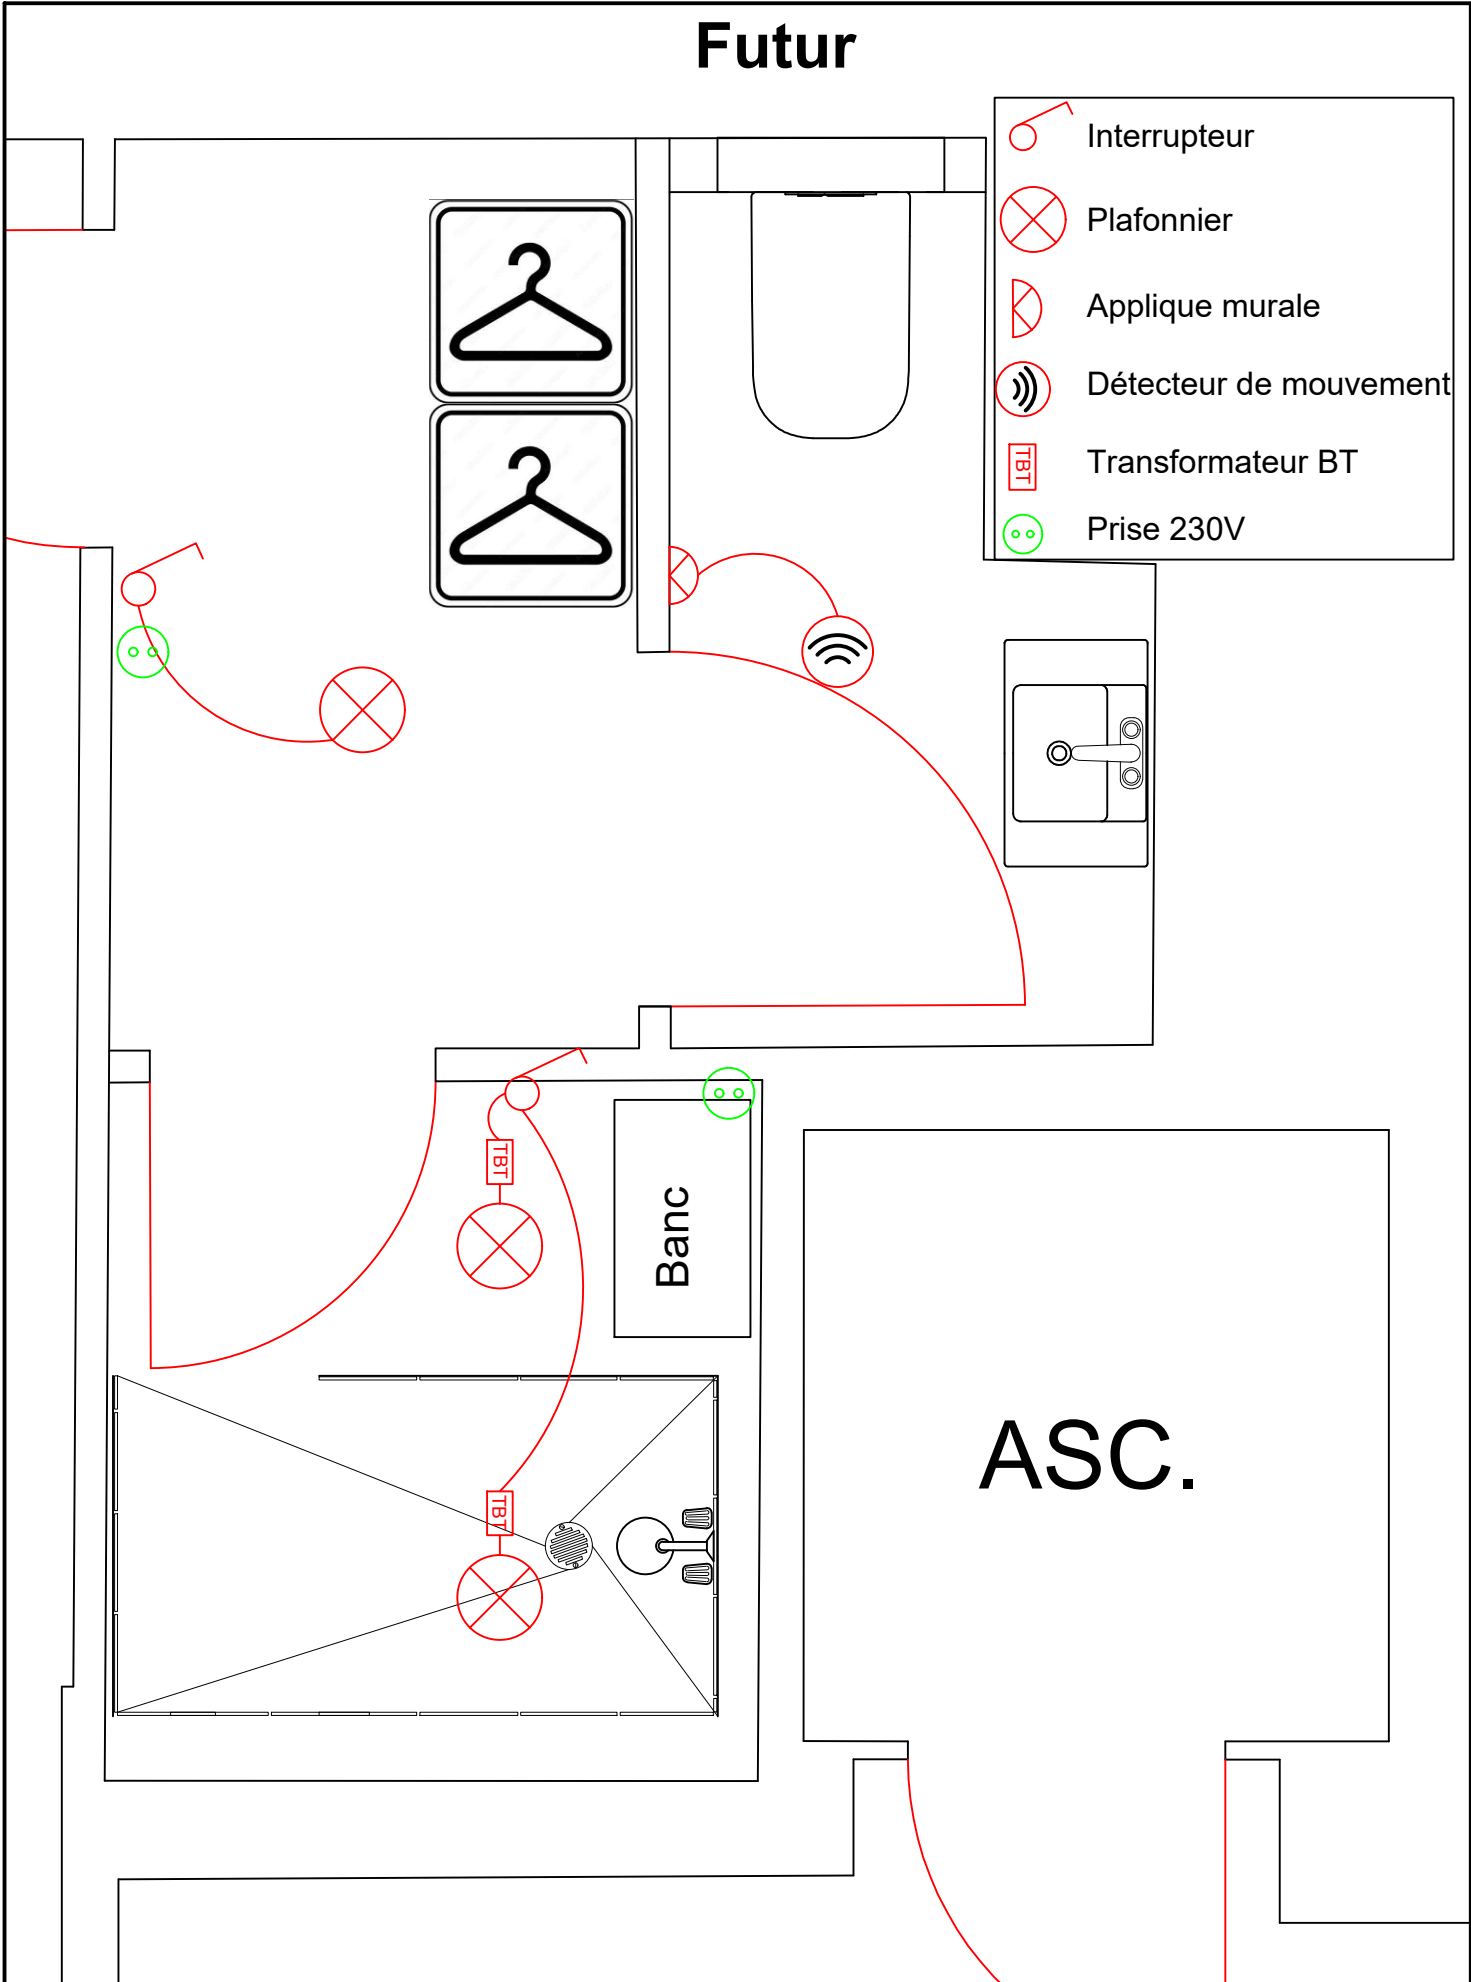 Futur
Interrupteur
Plafonnier
Applique murale
Détecteur de mouvement
TBT
Transformateur BT
Prise 230V
TBT
Banc
ASC.
TBT